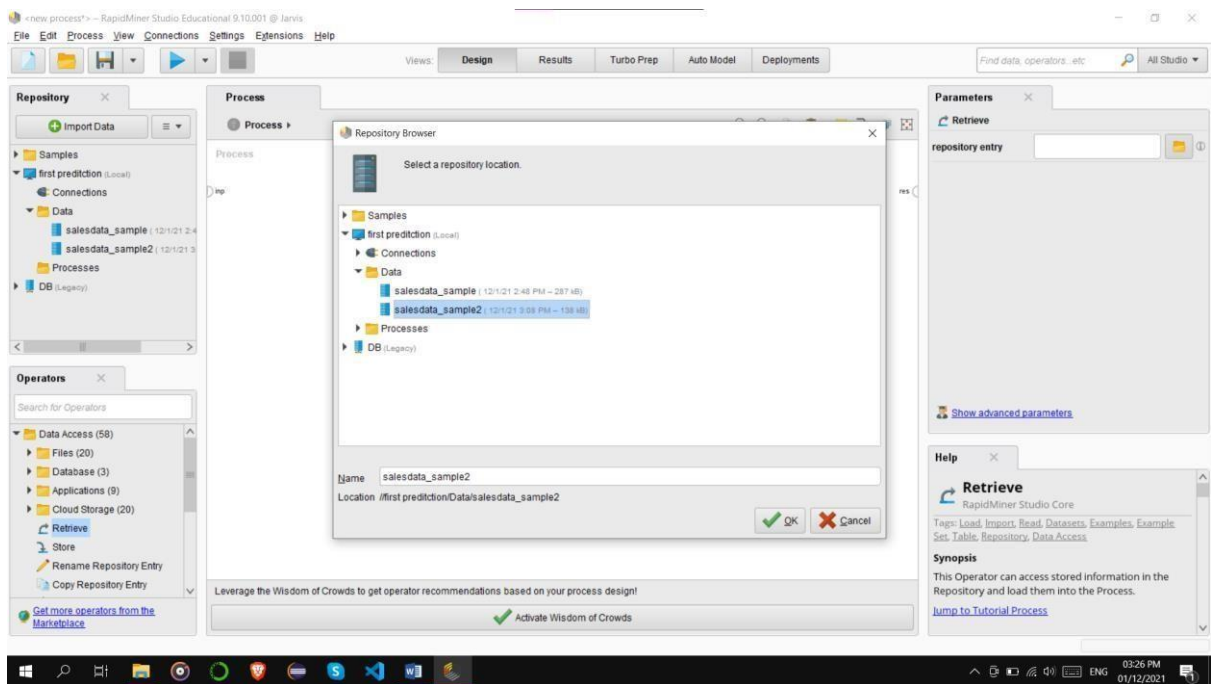 <new process*> – RapidMiner Studio Educational 9.10.001 @ Jarvis
File Edit Process View Connections Settings Extensions Help
Views: Design Results Turbo Prep Auto Model Deployments
Find data, operators...etc All Studio
Repository
Import Data
Samples
first preditction (Local)
Connections
Data
salesdata_sample ( 12/1/21 2:4
salesdata_sample2 ( 12/1/21 3
Processes
DB (Legacy)
Operators
Search for Operators
Data Access (58)
Files (20)
Database (3)
Applications (9)
Cloud Storage (20)
Retrieve
Store
Rename Repository Entry
Copy Repository Entry
Get more operators from the
Marketplace
Process
Process
Process
inp
res
Repository Browser
Select a repository location.
Samples
first preditction (Local)
Connections
Data
salesdata_sample ( 12/1/21 2:48 PM – 287 kB)
salesdata_sample2 ( 12/1/21 3:08 PM – 138 kB)
Processes
DB (Legacy)
Name salesdata_sample2
Location //first preditction/Data/salesdata_sample2
OK Cancel
Leverage the Wisdom of Crowds to get operator recommendations based on your process design!
Activate Wisdom of Crowds
Parameters
Retrieve
repository entry
Show advanced parameters
Help
Retrieve
RapidMiner Studio Core
Tags: Load, Import, Read, Datasets, Examples, Example
Set, Table, Repository, Data Access
Synopsis
This Operator can access stored information in the
Repository and load them into the Process.
Jump to Tutorial Process
ENG
03:26 PM
01/12/2021